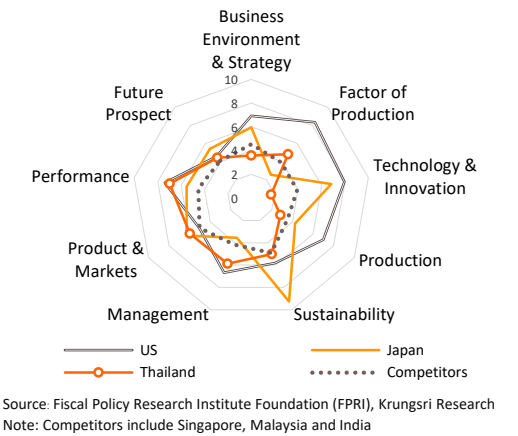 Business
Environment
& Strategy
Factor of
Production
Technology &
Innovation
Production
Sustainability
Management
Product &
Markets
Performance
Future
Prospect
10
8
6
4
2
0
US
Japan
Thailand
Competitors
Source: Fiscal Policy Research Institute Foundation (FPRI), Krungsri Research
Note: Competitors include Singapore, Malaysia and India